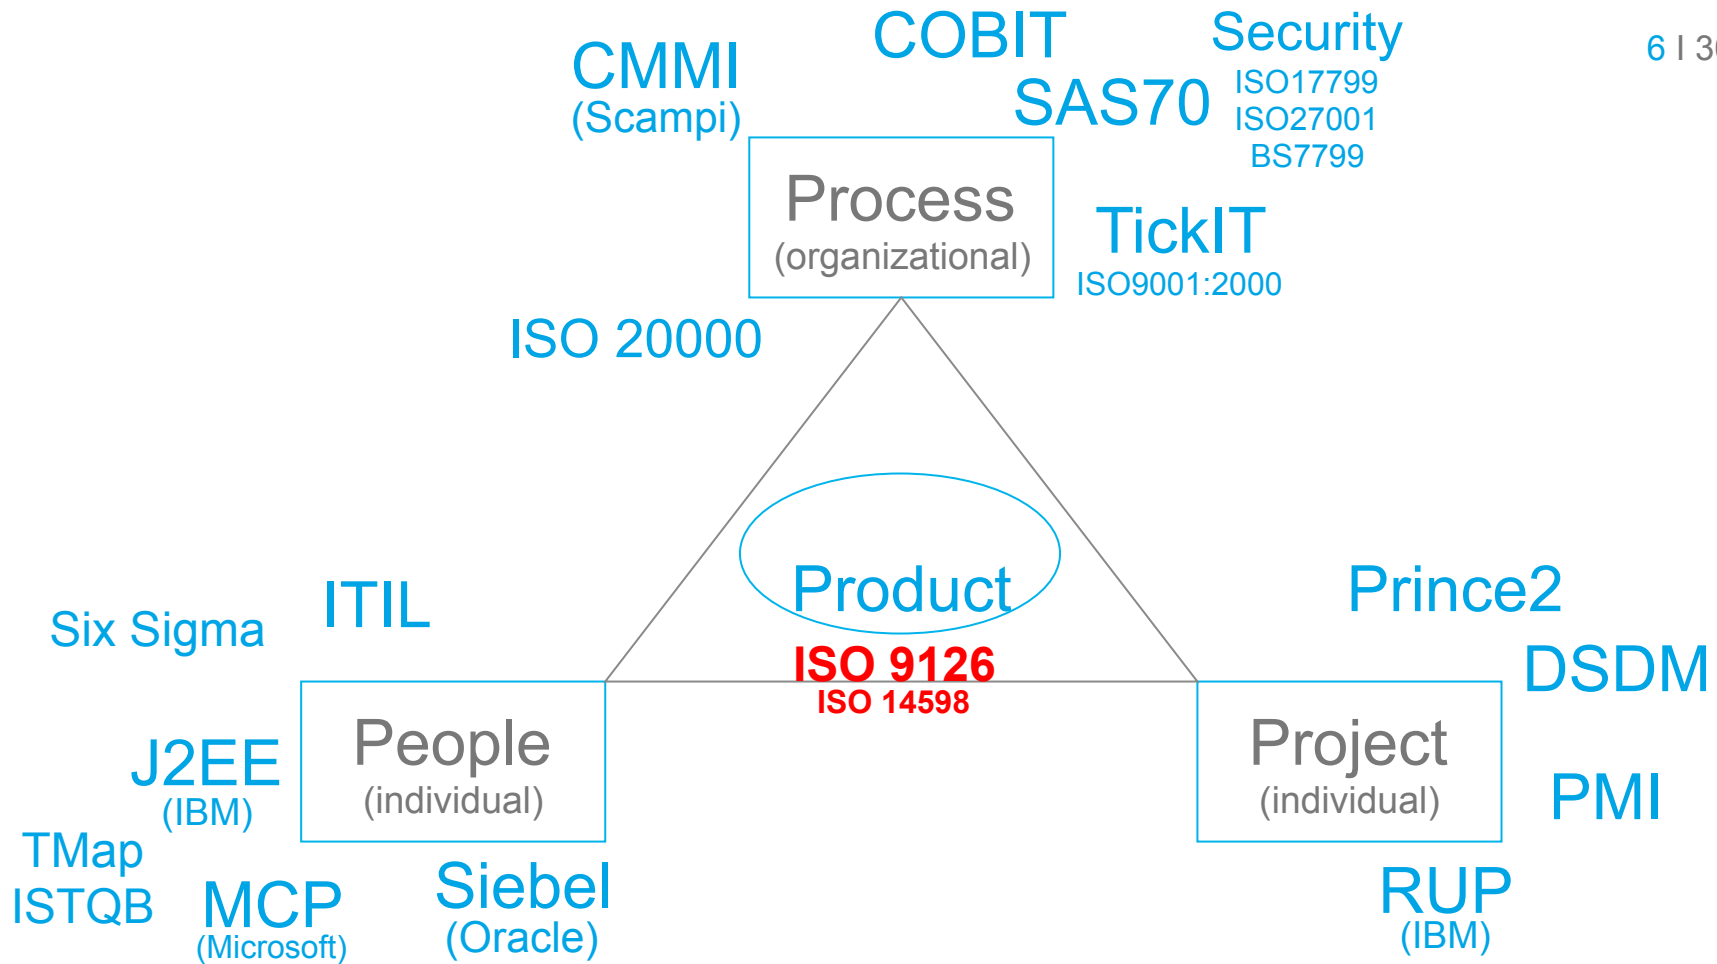 COBIT
Security
6 I 30
CMMI
(Scampi)
SAS70
ISO17799
ISO27001
BS7799
Process
(organizational)
TickIT
ISO9001:2000
ISO 20000
Product
ISO 9126
ISO 14598
Six Sigma
ITIL
People
(individual)
J2EE
(IBM)
TMap
ISTQB
MCP
(Microsoft)
Siebel
(Oracle)
Prince2
DSDM
Project
(individual)
PMI
RUP
(IBM)